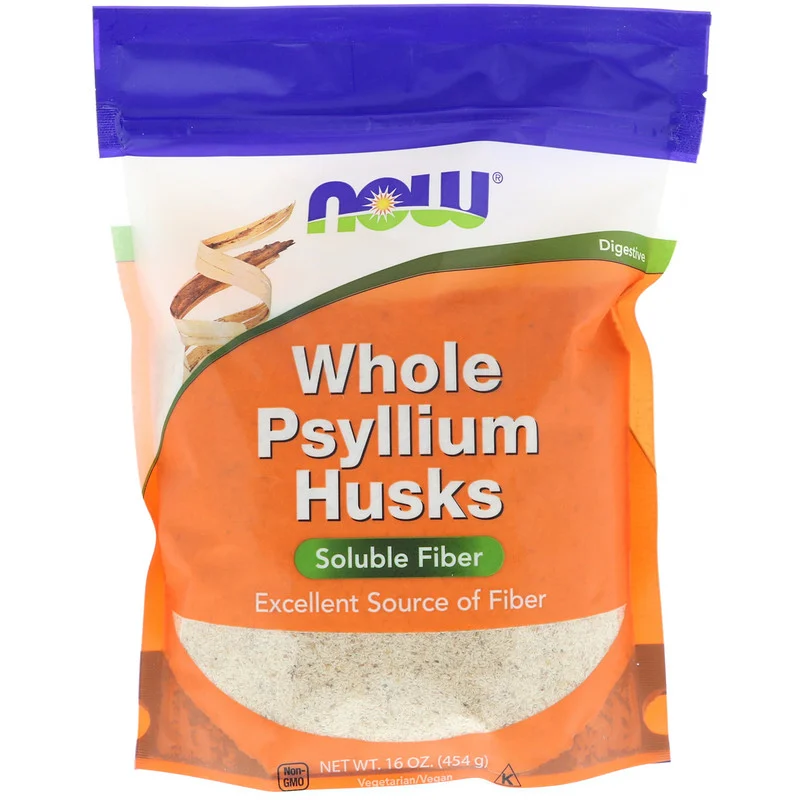 now®
Digestive
Whole
Psyllium
Husks
Soluble Fiber
Excellent Source of Fiber
NET WT. 16 OZ. (454 g)
Non-
GMO
Vegetarian/Vegan
K